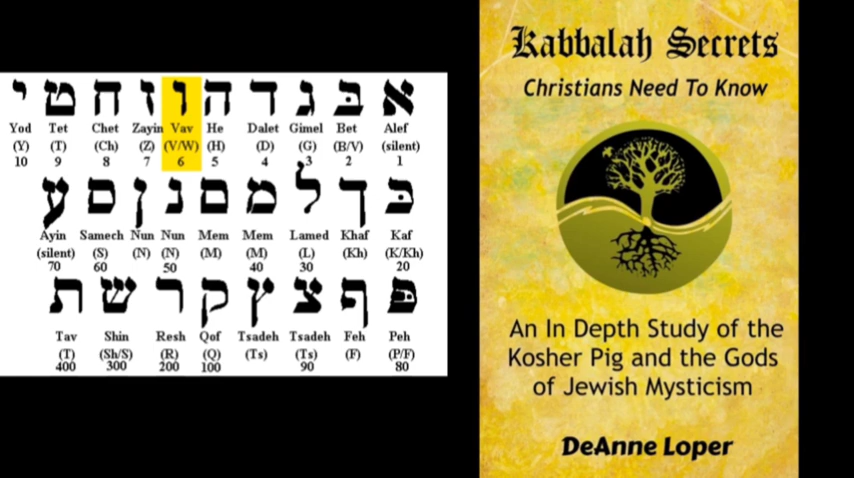 א בּ ג ד ה ו ז ח ט י
Yod Tet Chet Zayin Vav He Dalet Gimel Bet Alef
(Y) (T) (Ch) (Z) (V/W) (H) (D) (G) (B/V) (silent)
10 9 8 7 6 5 4 3 2 1
כּ ך ל מ ם נ ן ס ע
Ayin Samech Nun Nun Mem Mem Lamed Khaf Kaf
(silent) (S) (N) (N) (M) (M) (L) (Kh) (K/Kh)
70 60 50 40 30 20
פּ ף צ ץ ק ר ש ת
Tav Shin Resh Qof Tsadeh Tsadeh Feh Peh
(T) (Sh/S) (R) (Q) (Ts) (Ts) (F) (P/F)
400 300 200 100 90 80
Kabbalah Secrets
Christians Need To Know
An In Depth Study of the
Kosher Pig and the Gods
of Jewish Mysticism
DeAnne Loper